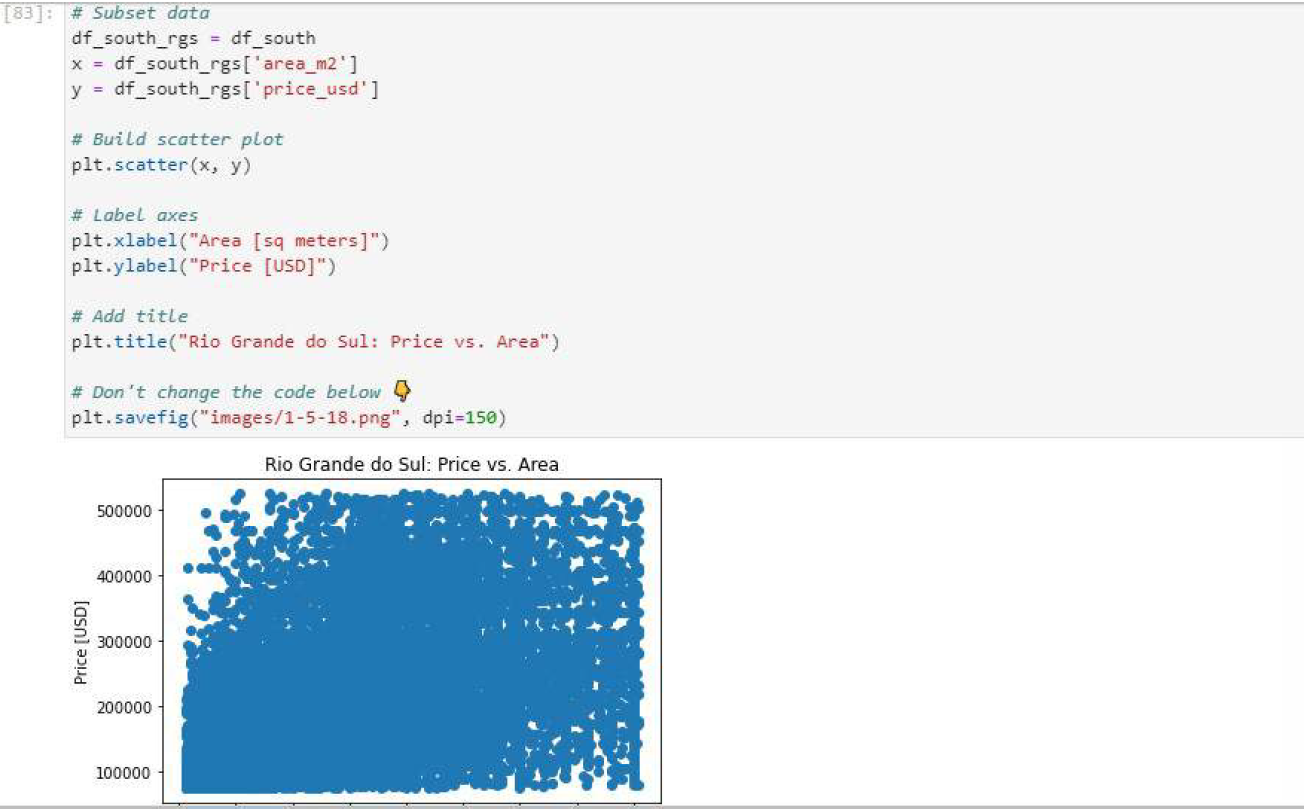 [83]: # Subset data
df_south_rgs = df_south
x = df_south_rgs['area_m2']
y = df_south_rgs['price_usd']
# Build scatter plot
plt.scatter(x, y)
# Label axes
plt.xlabel("Area [sq meters]")
plt.ylabel("Price [USD]")
# Add title
plt.title("Rio Grande do Sul: Price vs. Area")
# Don't change the code below 👇
plt.savefig("images/1-5-18.png", dpi=150)
Rio Grande do Sul: Price vs. Area
500000
400000
300000
200000
100000
Price [USD]